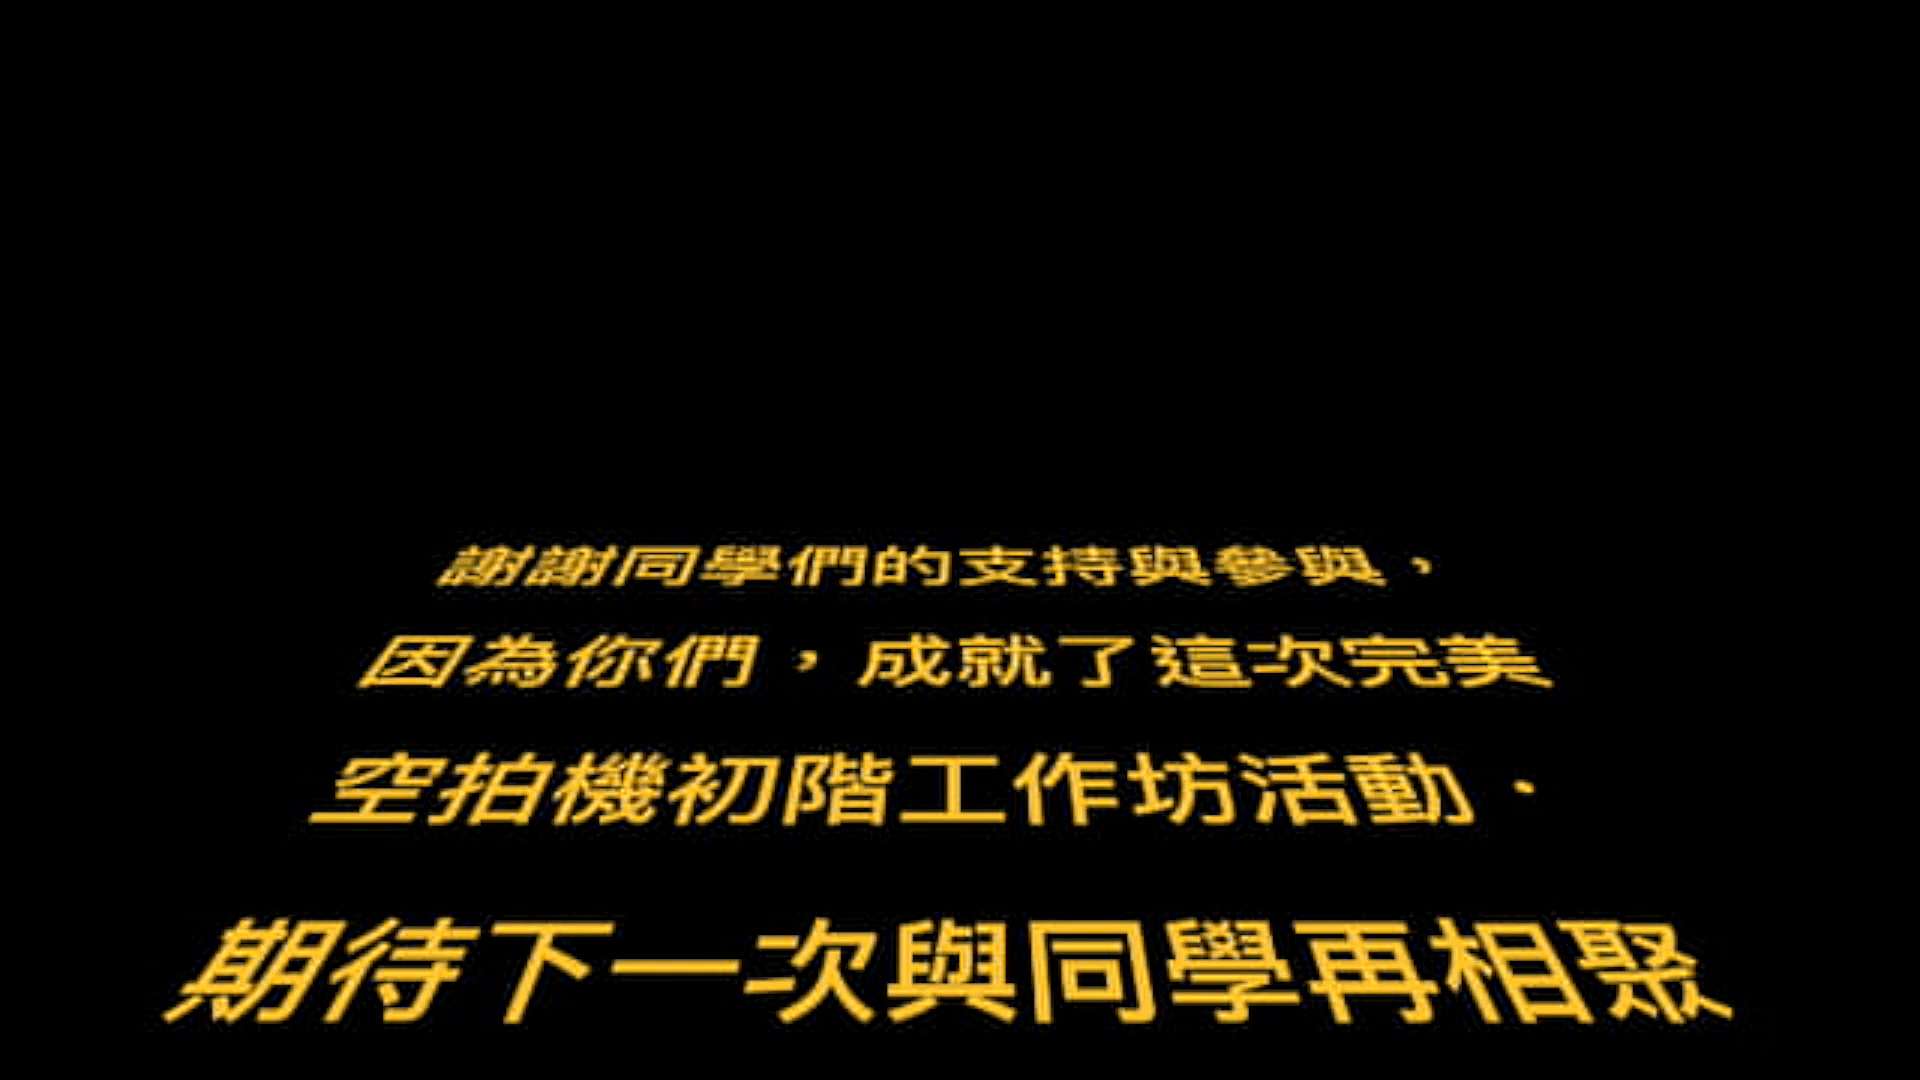 謝謝同學們的支持與參與，
因為你們，成就了這次完美
空拍機初階工作坊活動．
期待下一次與同學再相聚